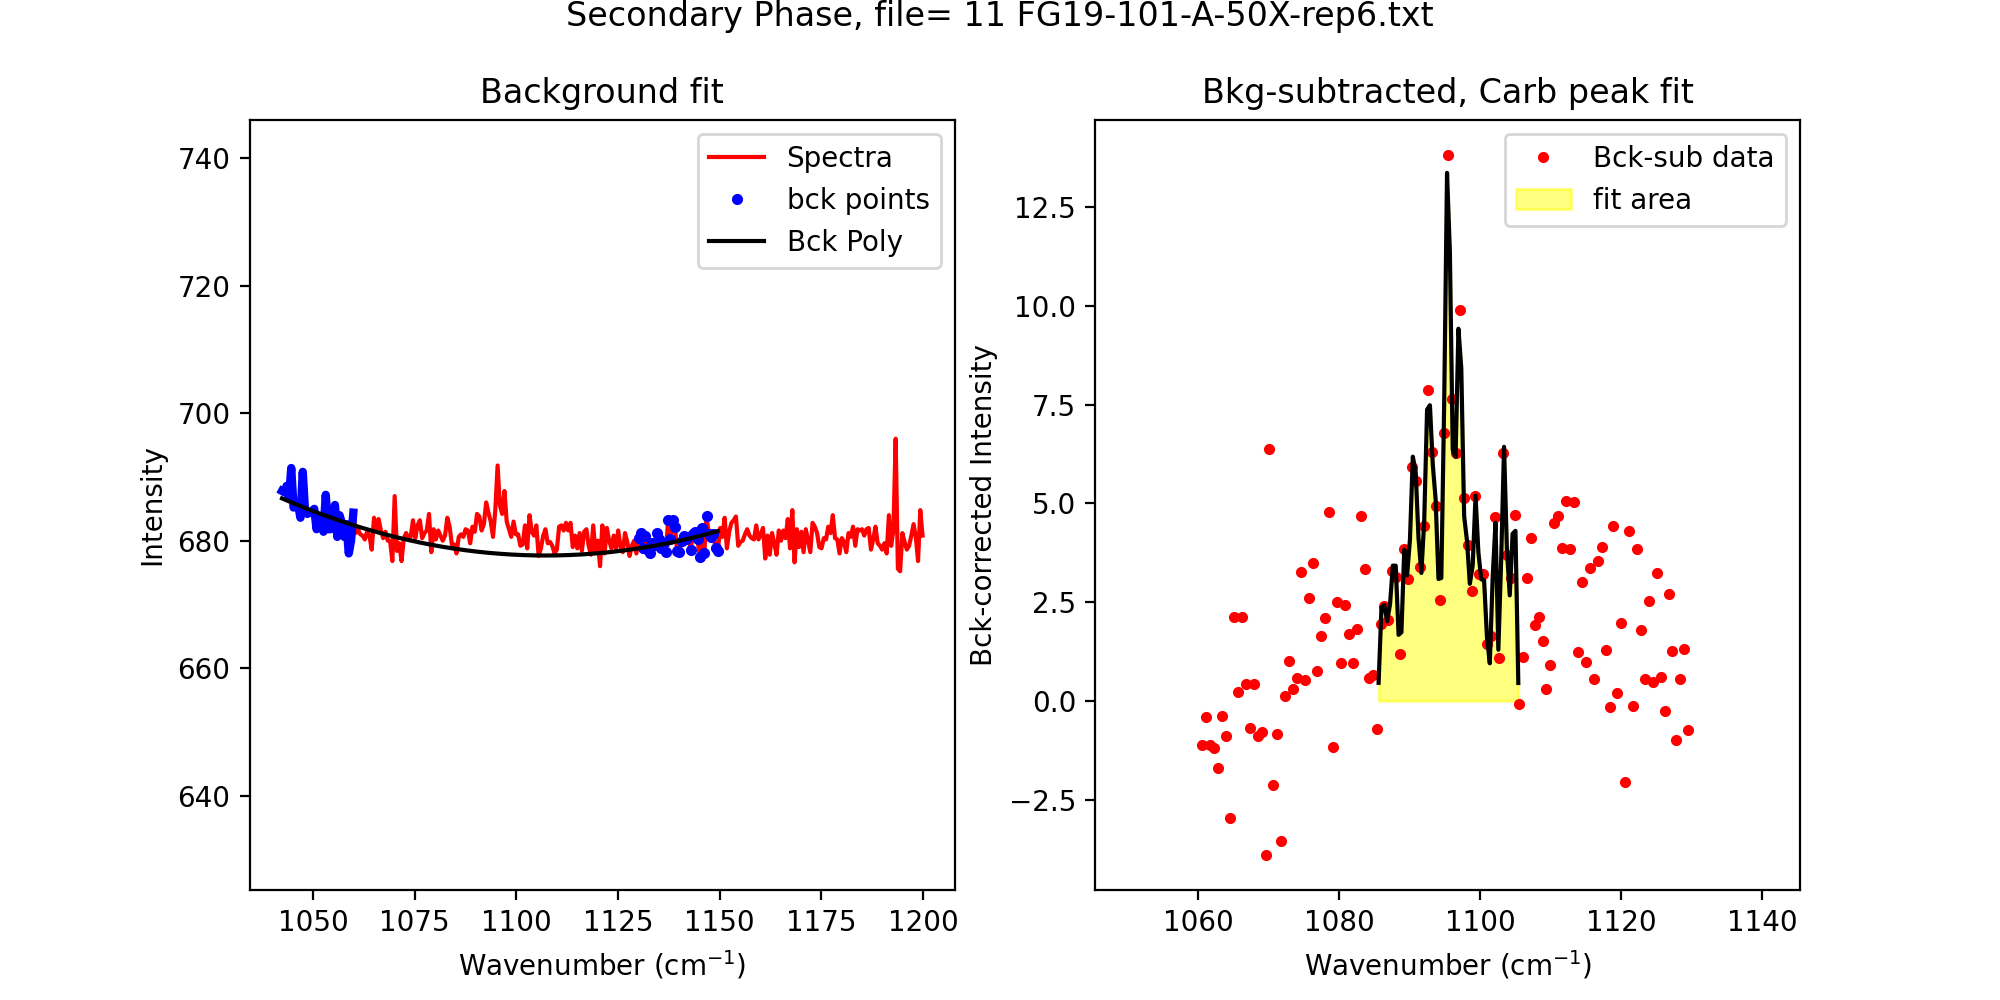 Secondary Phase, file= 11 FG19-101-A-50X-rep6.txt
Background fit
Spectra
bck points
Bck Poly
Intensity
740
720
700
680
660
640
1050
1075
1100
1125
1150
1175
1200
Wavenumber (cm⁻¹)
Bkg-subtracted, Carb peak fit
Bck-sub data
fit area
Bck-corrected Intensity
12.5
10.0
7.5
5.0
2.5
0.0
−2.5
1060
1080
1100
1120
1140
Wavenumber (cm⁻¹)